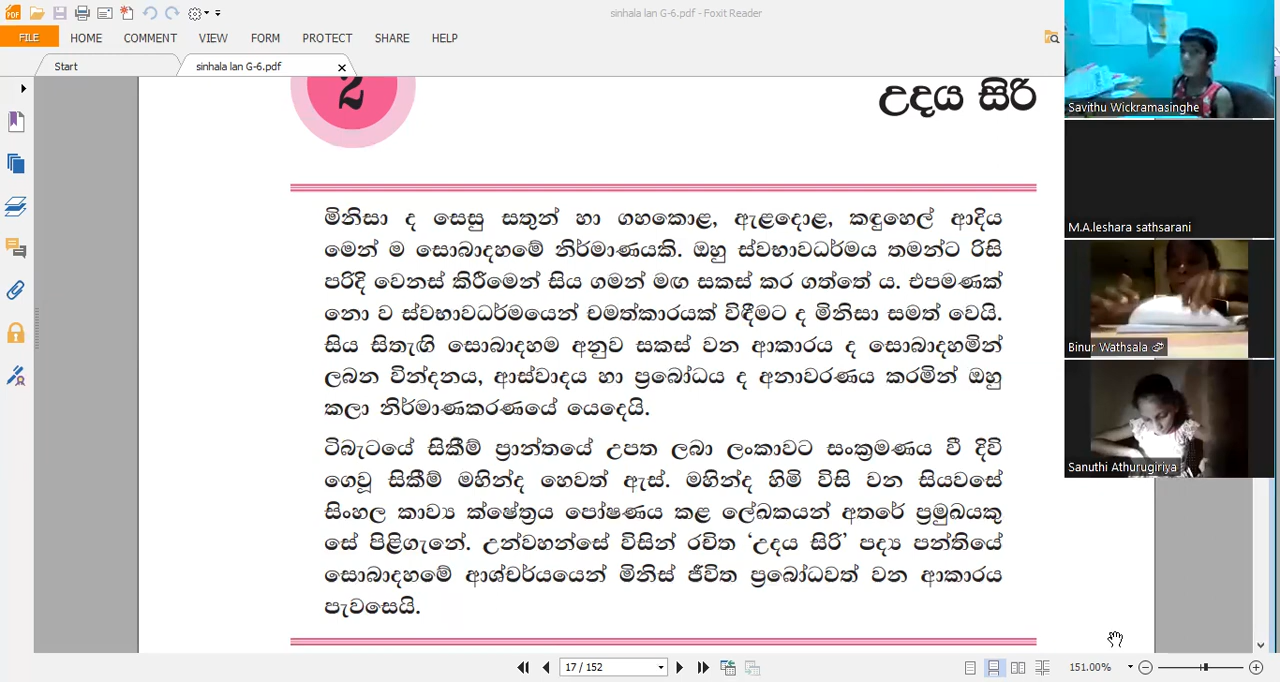 sinhala lan G-6.pdf - Foxit Reader
FILE HOME COMMENT VIEW FORM PROTECT SHARE HELP
Start sinhala lan G-6.pdf
2
උදය සිරි
මිනිසා ද සෙසු සතුන් හා ගහකොළ, ඇළදොළ, කඳුහෙල් ආදිය
මෙන් ම සොබාදහමේ නිර්මාණයකි. ඔහු ස්වභාවධර්මය තමන්ට රිසි
පරිදි වෙනස් කිරීමෙන් සිය ගමන් මඟ සකස් කර ගත්තේ ය. එපමණක්
නො ව ස්වභාවධර්මයෙන් චමත්කාරයක් විඳීමට ද මිනිසා සමත් වෙයි.
සිය සිතැඟි සොබාදහම අනුව සකස් වන ආකාරය ද සොබාදහමින්
ලබන වින්දනය, ආස්වාදය හා ප්‍රබෝධය ද අනාවරණය කරමින් ඔහු
කලා නිර්මාණකරණයේ යෙදෙයි.
ටිබැටයේ සිකීම් ප්‍රාන්තයේ උපත ලබා ලංකාවට සංක්‍රමණය වී දිවි
ගෙවූ සිකීම් මහින්ද හෙවත් ඇස්. මහින්ද හිමි විසි වන සියවසේ
සිංහල කාව්‍ය ක්ෂේත්‍රය පෝෂණය කළ ලේඛකයන් අතරේ ප්‍රමුඛයකු
සේ පිළිගැනේ. උන්වහන්සේ විසින් රචිත ‘උදය සිරි’ පද්‍ය පන්තියේ
සොබාදහමේ ආශ්චර්යයෙන් මිනිස් ජීවිත ප්‍රබෝධවත් වන ආකාරය
පැවසෙයි.
Savithu Wickramasinghe
M.A.leshara sathsarani
Binur Wathsala
Sanuthi Athurugiriya
17 / 152
151.00%